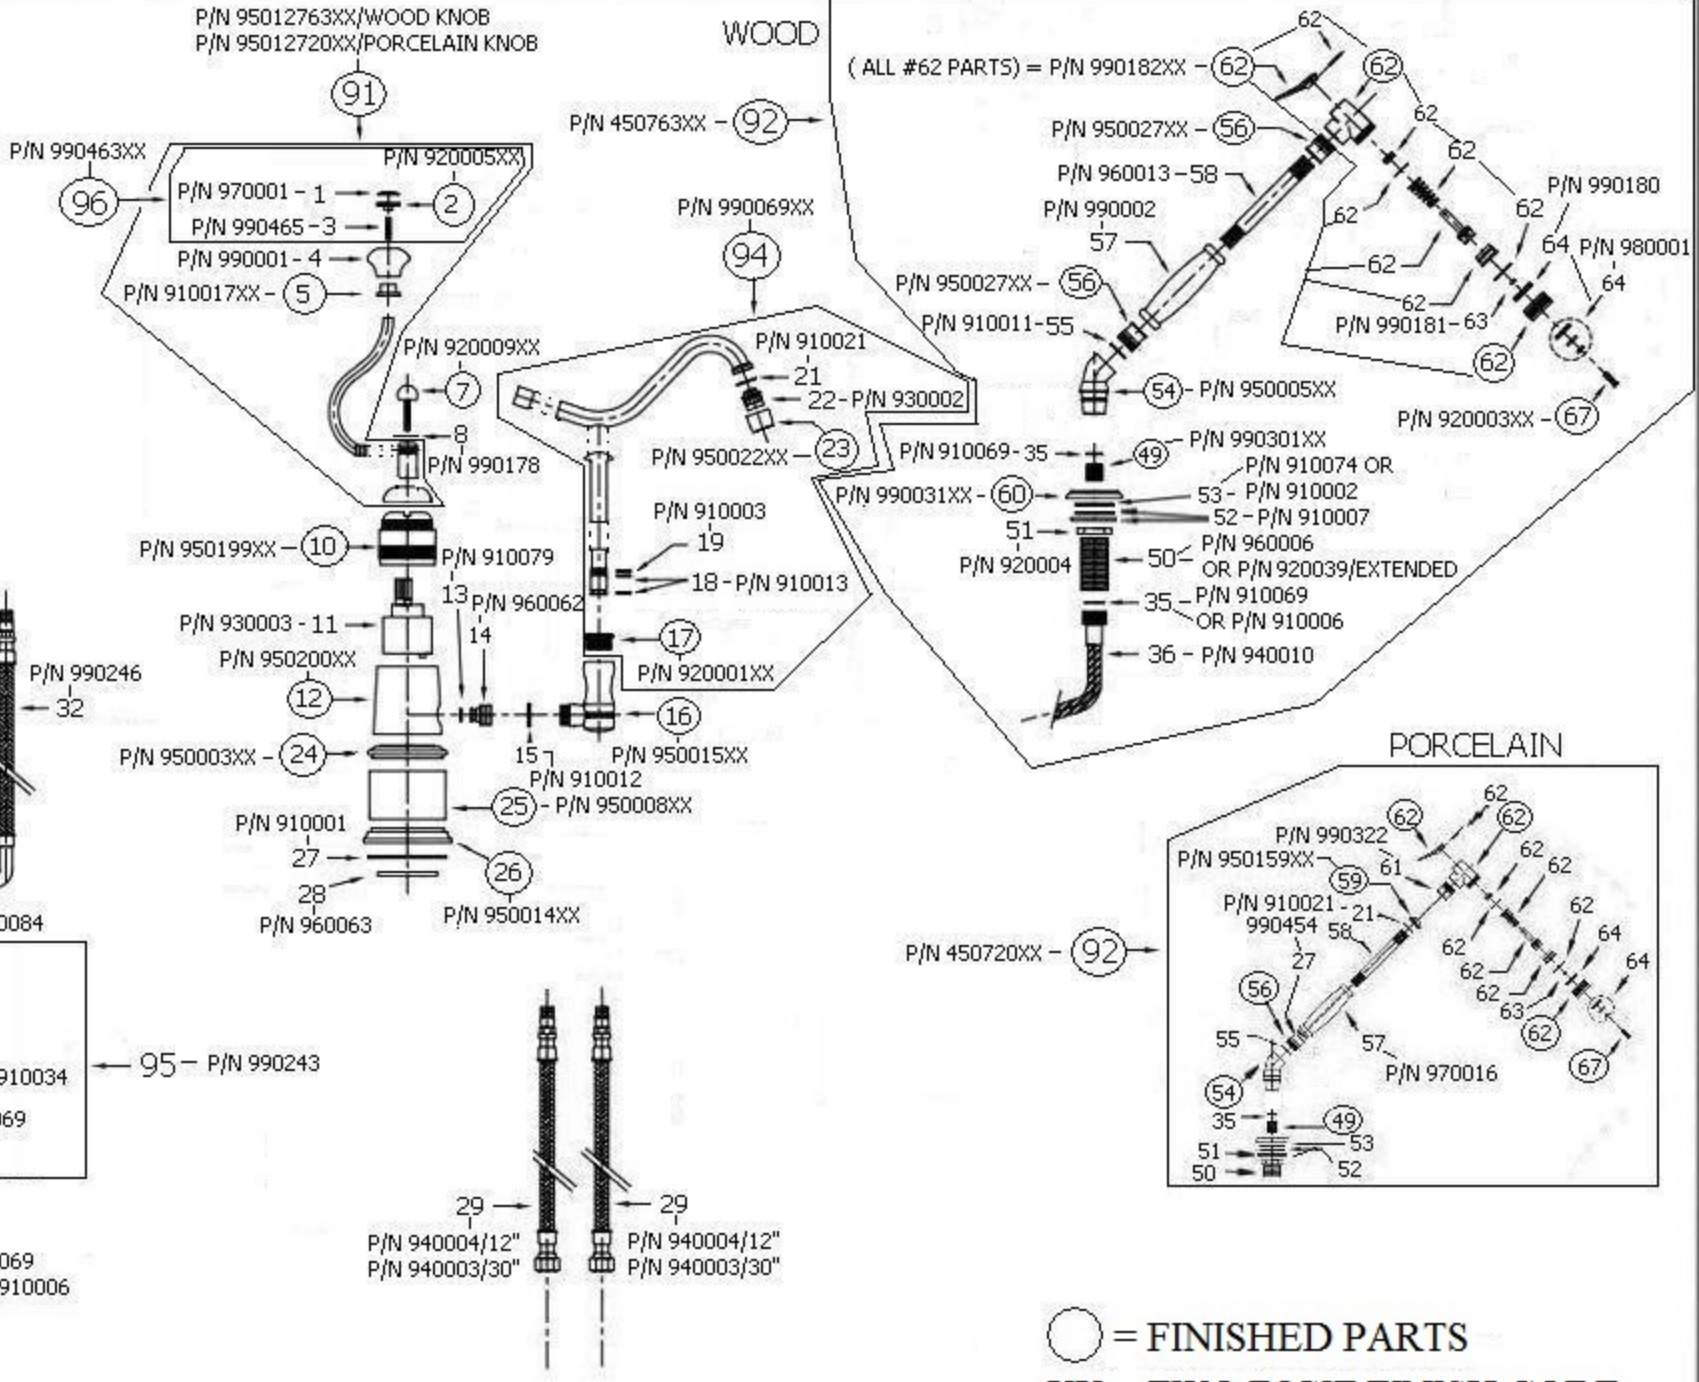 P/N 95012763XX/WOOD KNOB
P/N 95012720XX/PORCELAIN KNOB
91
P/N 990463XX
96
P/N 920005XX
P/N 970001 - 1
2
P/N 990465 - 3
P/N 990001 - 4
P/N 910017XX - 5
P/N 920009XX
7
8
P/N 990178
P/N 950199XX - 10
P/N 910079
13
P/N 960062
14
P/N 930003 - 11
P/N 950200XX
12
P/N 950003XX - 24
15
P/N 910012
25 - P/N 950008XX
P/N 910001
27
26
P/N 950014XX
28
P/N 960063
P/N 990246
32
0084
95 - P/N 990243
910034
069
069
910006
29
P/N 940004/12"
P/N 940003/30"
29
P/N 940004/12"
P/N 940003/30"
P/N 990069XX
94
P/N 910021
21
22 - P/N 930002
P/N 950022XX - 23
P/N 910003
19
18 - P/N 910013
17
P/N 920001XX
16
P/N 950015XX
WOOD
P/N 450763XX - 92
62
( ALL #62 PARTS) = P/N 990182XX - 62
62
62
62
62
62
62
62
62
P/N 950027XX - 56
P/N 960013 - 58
P/N 990002
57
P/N 950027XX - 56
P/N 910011 - 55
54 - P/N 950005XX
P/N 990180
64
P/N 980001
64
P/N 990181 - 63
P/N 920003XX - 67
P/N 910069 - 35
49
P/N 990301XX
P/N 990031XX - 60
P/N 910074 OR
53 - P/N 910002
52 - P/N 910007
51
P/N 920004
50
P/N 960006
OR P/N 920039/EXTENDED
35
P/N 910069
OR P/N 910006
36 - P/N 940010
PORCELAIN
P/N 450720XX - 92
62
62
62
P/N 990322
61
P/N 950159XX
59
P/N 910021 - 21
990454
58
27
62
62
62
62
62
62
62
64
64
63
67
56
55
57
P/N 970016
54
35
49
53
51
52
50
= FINISHED PARTS